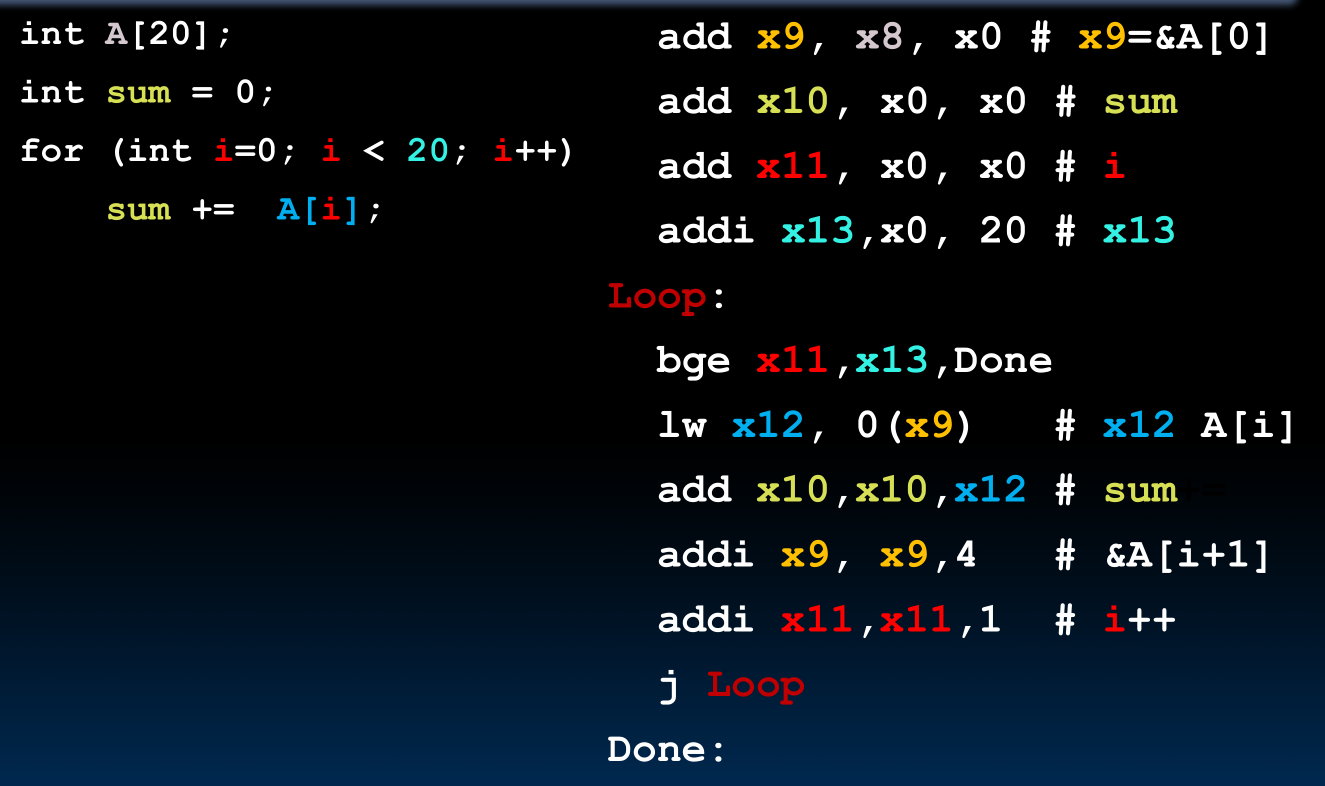 int A[20];
int sum = 0;
for (int i=0; i < 20; i++)
sum += A[i];
add x9, x8, x0 # x9=&A[0]
add x10, x0, x0 # sum
add x11, x0, x0 # i
addi x13,x0, 20 # x13
Loop:
bge x11,x13,Done
lw x12, 0(x9) # x12 A[i]
add x10,x10,x12 # sum+=
addi x9, x9,4 # &A[i+1]
addi x11,x11,1 # i++
j Loop
Done: